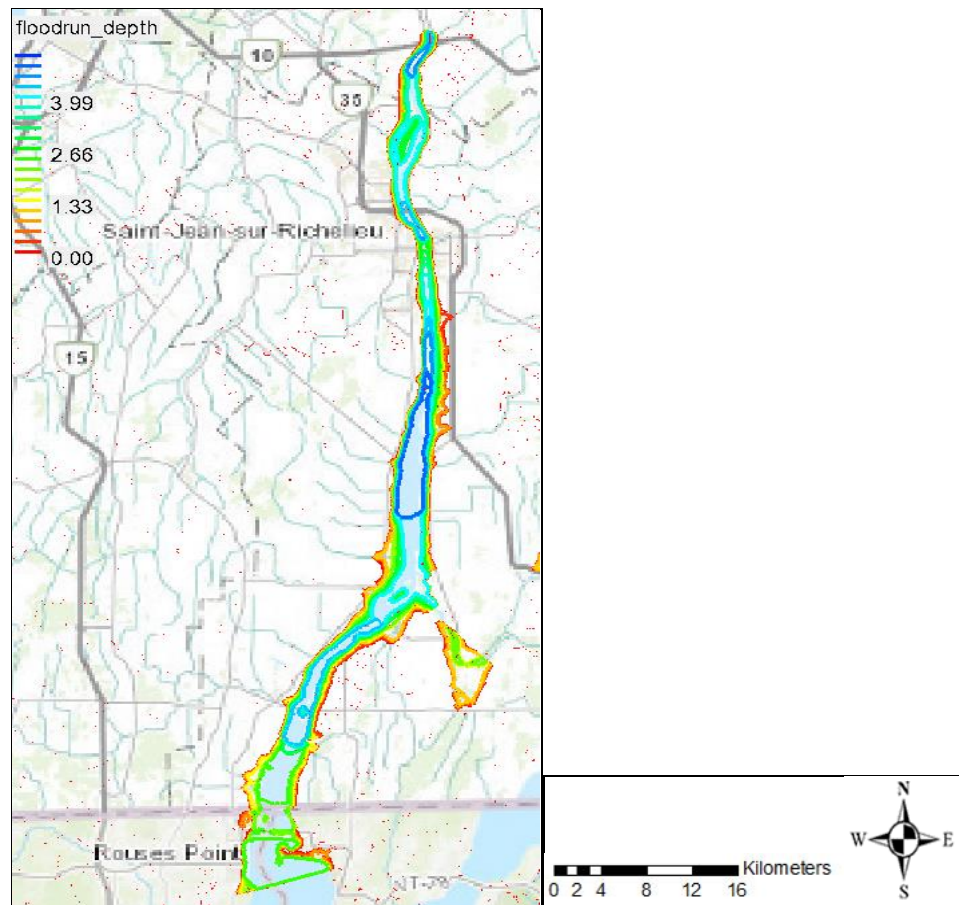 floodrun_depth
10
3.99
35
2.66
1.33
Saint-Jean-sur-Richelieu
0.00
15
Rouses Point
N
W E
S
Kilometers
0 2 4 8 12 16